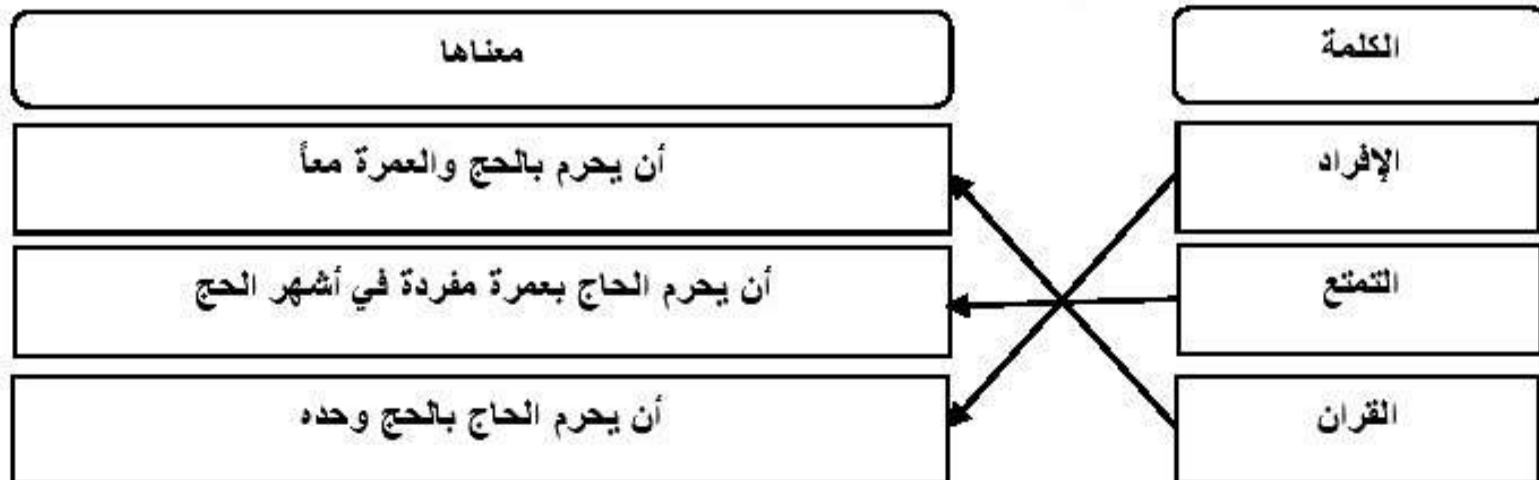 الكلمة
معناها
الإفراد
أن يحرم بالحج والعمرة معاً
التمتع
أن يحرم الحاج بعمرة مفردة في أشهر الحج
القران
أن يحرم الحاج بالحج وحده